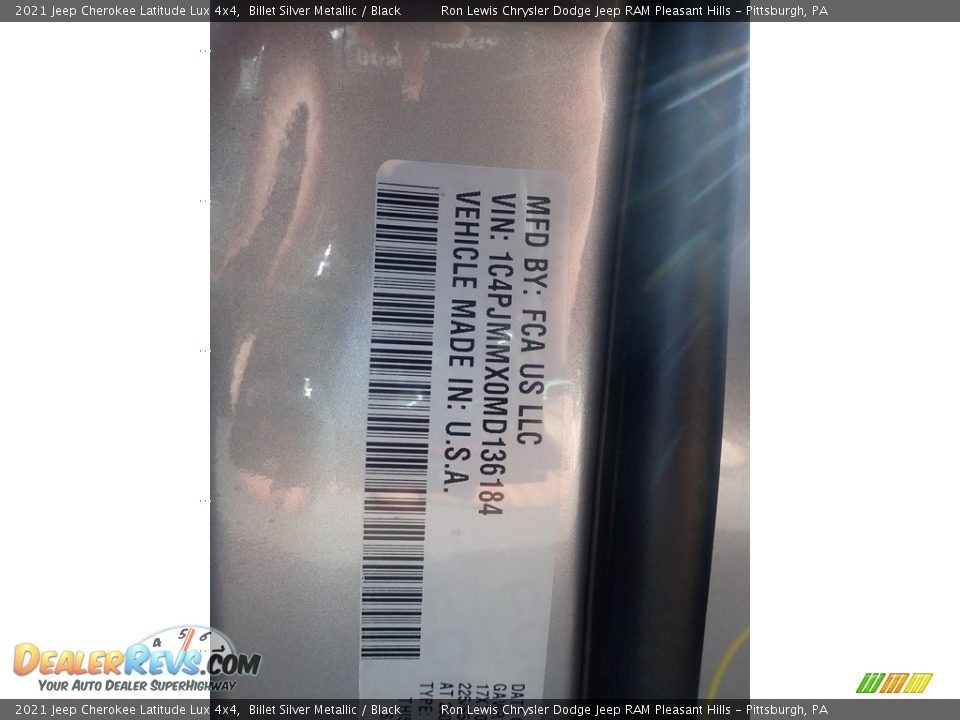 2021 Jeep Cherokee Latitude Lux 4x4, Billet Silver Metallic / Black Ron Lewis Chrysler Dodge Jeep RAM Pleasant Hills - Pittsburgh, PA
MFD BY: FCA US LLC
VIN: 1C4PJMMX0MD136184
VEHICLE MADE IN: U.S.A.
DEALERREVS.COM
YOUR AUTO DEALER SUPERHIGHWAY
2021 Jeep Cherokee Latitude Lux 4x4, Billet Silver Metallic / Black Ron Lewis Chrysler Dodge Jeep RAM Pleasant Hills - Pittsburgh, PA